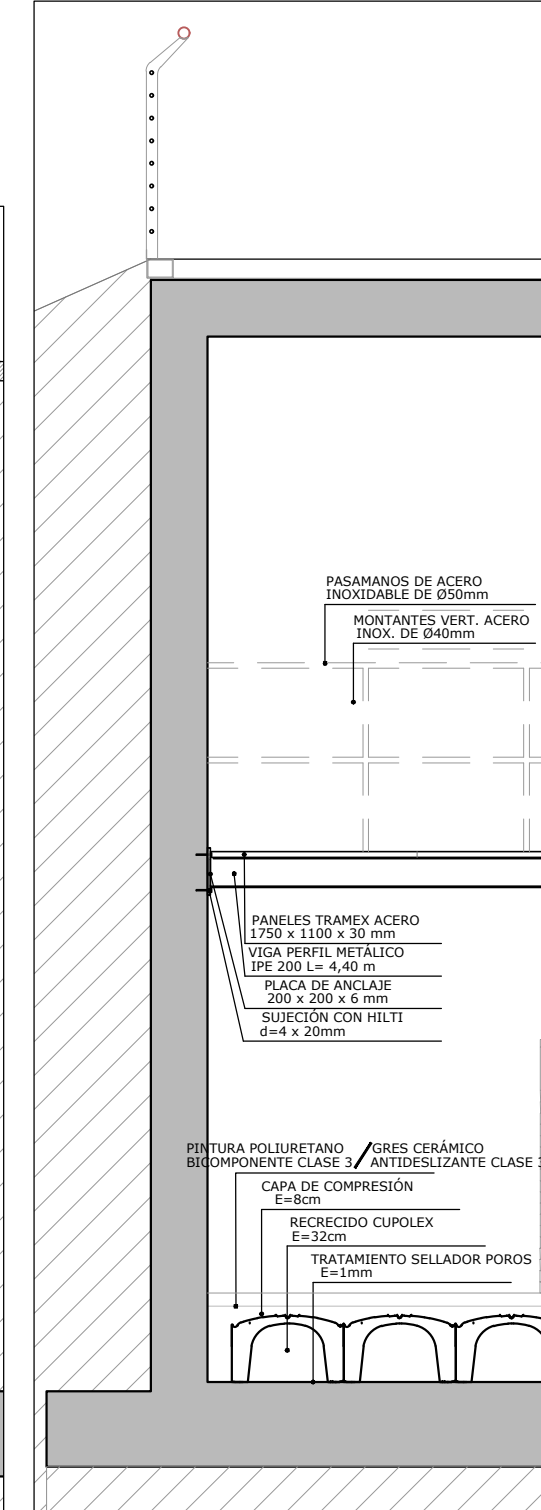 PASAMANOS DE ACERO
INOXIDABLE DE Ø50mm
MONTANTES VERT. ACERO
INOX. DE Ø40mm
PANELES TRAMEX ACERO
1750 x 1100 x 30 mm
VIGA PERFIL METÁLICO
IPE 200 L= 4,40 m
PLACA DE ANCLAJE
200 x 200 x 6 mm
SUJECIÓN CON HILTI
d=4 x 20mm
PINTURA POLIURETANO / GRES CERÁMICO
BICOMPONENTE CLASE 3 ANTIDESLIZANTE CLASE 3
CAPA DE COMPRESIÓN
E=8cm
RECRECIDO CUPOLEX
E=32cm
TRATAMIENTO SELLADOR POROS
E=1mm